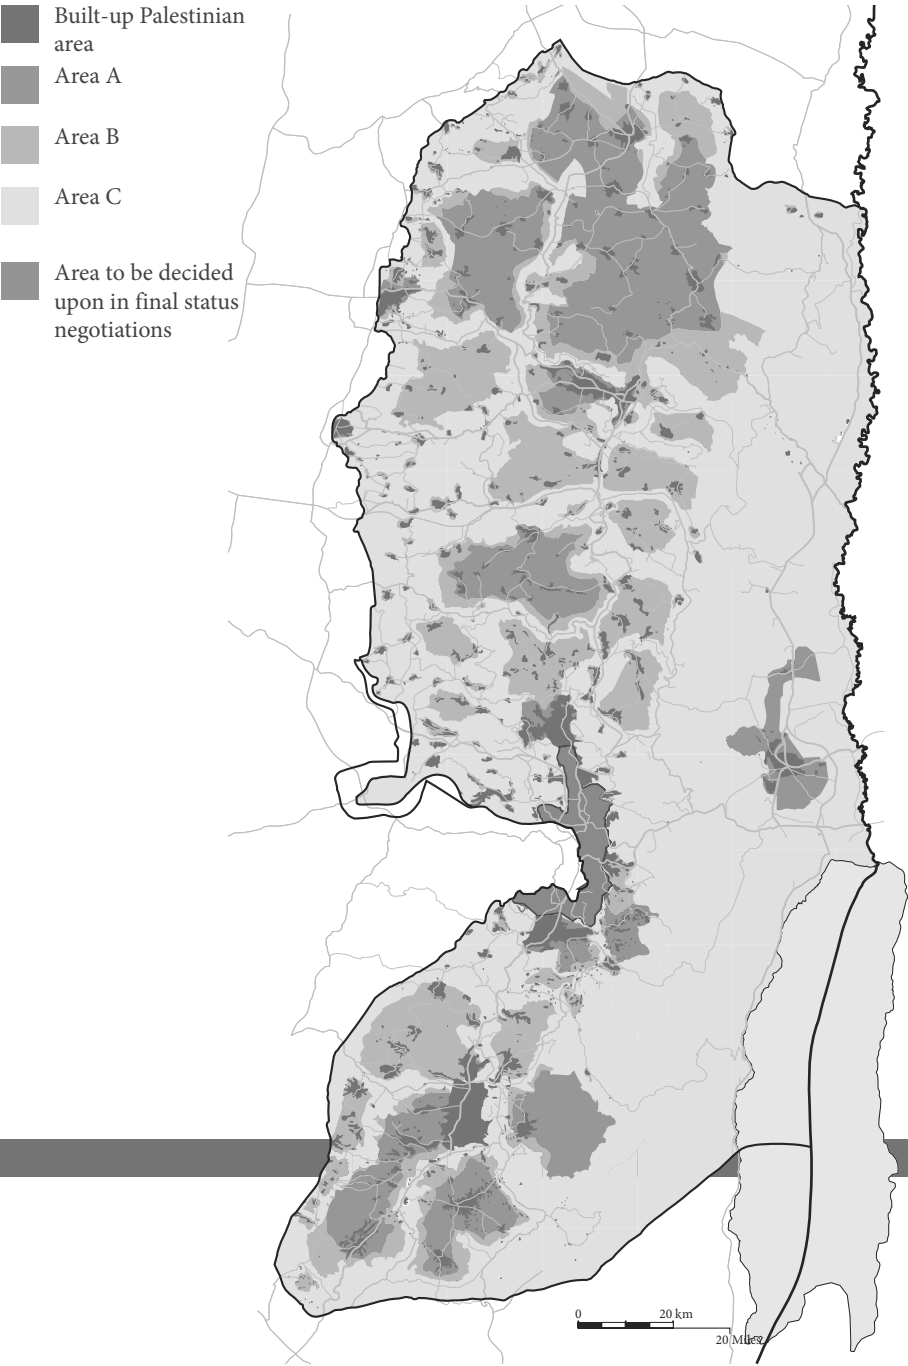 Built-up Palestinian
area
Area A
Area B
Area C
Area to be decided
upon in final status
negotiations
0
20 km
20 Miles